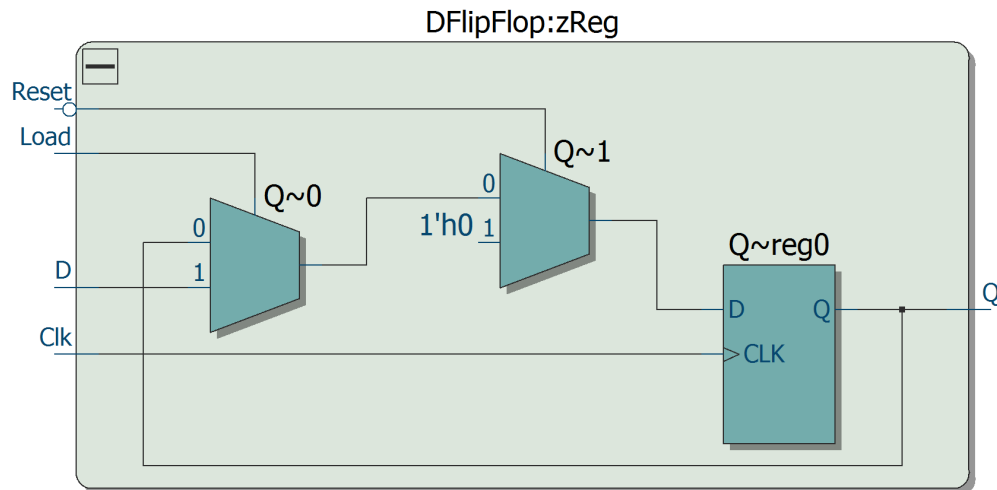 DFlipFlop:zReg
Reset
Load
Q~1
Q~0
0
1'h0 1
0
D
1
Q~reg0
Q
D
Q
Clk
CLK